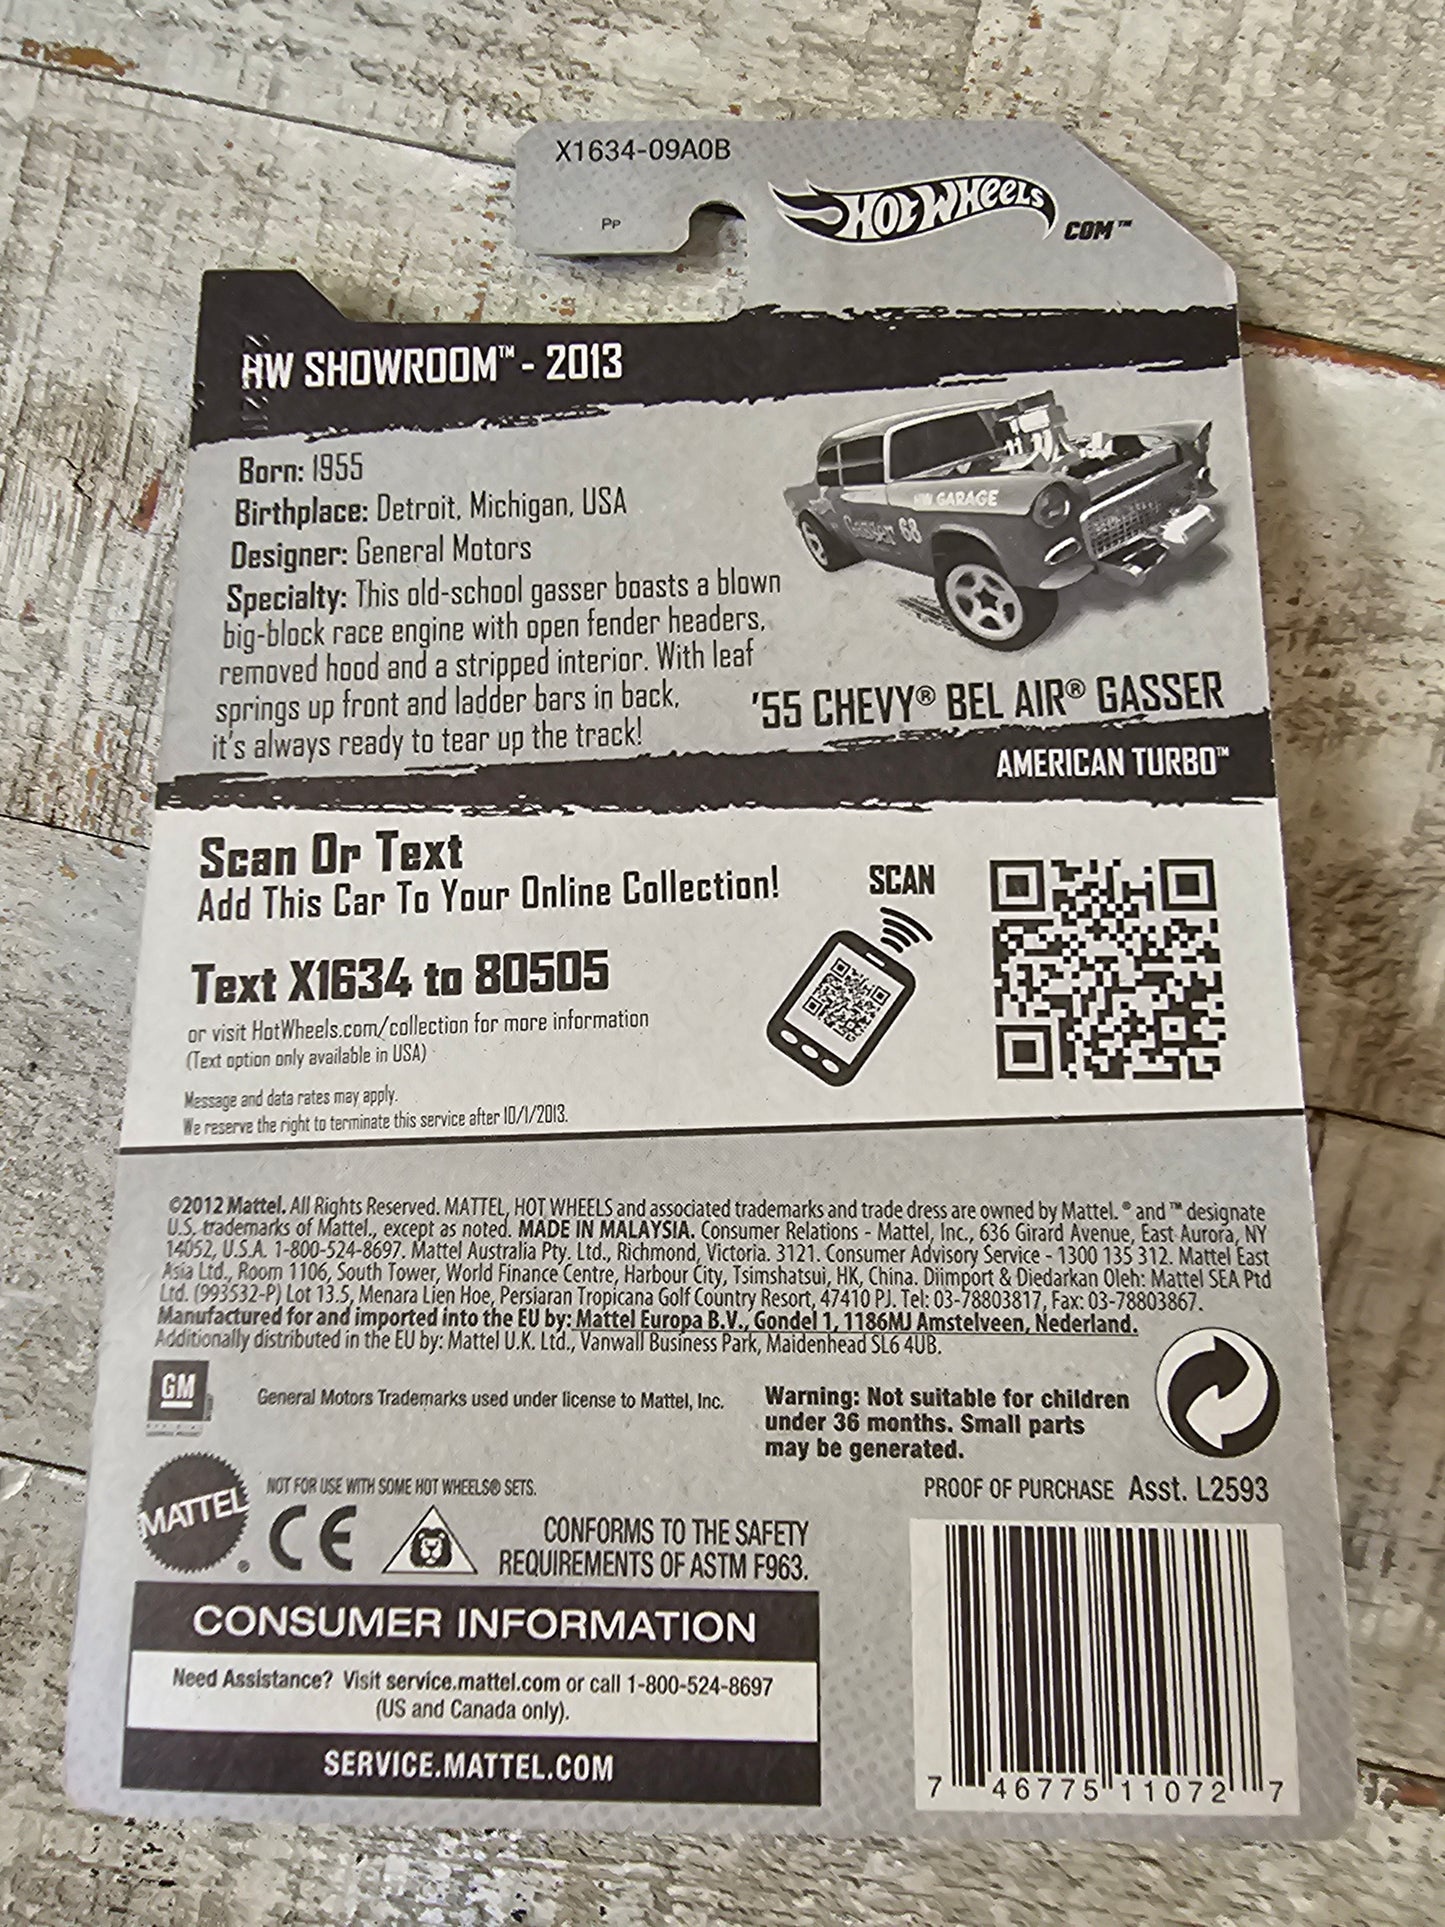 X1634-09A0B
Pp
HOT WHEELS
COM™
HW SHOWROOM™ - 2013
Born: 1955
Birthplace: Detroit, Michigan, USA
Designer: General Motors
Specialty: This old-school gasser boasts a blown
big-block race engine with open fender headers,
removed hood and a stripped interior. With leaf
springs up front and ladder bars in back,
it's always ready to tear up the track!
HW GARAGE
Gasser 68
'55 CHEVY® BEL AIR® GASSER
AMERICAN TURBO™
Scan Or Text
Add This Car To Your Online Collection!
Text X1634 to 80505
or visit HotWheels.com/collection for more information
(Text option only available in USA)
Message and data rates may apply.
We reserve the right to terminate this service after 10/1/2013.
SCAN
©2012 Mattel. All Rights Reserved. MATTEL, HOT WHEELS and associated trademarks and trade dress are owned by Mattel. ® and ™ designate
U.S. trademarks of Mattel., except as noted. MADE IN MALAYSIA. Consumer Relations - Mattel, Inc., 636 Girard Avenue, East Aurora, NY
14052, U.S.A. 1-800-524-8697. Mattel Australia Pty. Ltd., Richmond, Victoria. 3121. Consumer Advisory Service - 1300 135 312. Mattel East
Asia Ltd., Room 1106, South Tower, World Finance Centre, Harbour City, Tsimshatsui, HK, China. Diimport & Diedarkan Oleh: Mattel SEA Ptd
Ltd. (993532-P) Lot 13.5, Menara Lien Hoe, Persiaran Tropicana Golf Country Resort, 47410 PJ. Tel: 03-78803817, Fax: 03-78803867.
Manufactured for and imported into the EU by: Mattel Europa B.V., Gondel 1, 1186MJ Amstelveen, Nederland.
Additionally distributed in the EU by: Mattel U.K. Ltd., Vanwall Business Park, Maidenhead SL6 4UB.
GM
General Motors Trademarks used under license to Mattel, Inc.
Warning: Not suitable for children
under 36 months. Small parts
may be generated.
MATTEL®
NOT FOR USE WITH SOME HOT WHEELS® SETS.
CE
CONFORMS TO THE SAFETY
REQUIREMENTS OF ASTM F963.
PROOF OF PURCHASE Asst. L2593
CONSUMER INFORMATION
Need Assistance? Visit service.mattel.com or call 1-800-524-8697
(US and Canada only).
SERVICE.MATTEL.COM
7 46775 11072 7